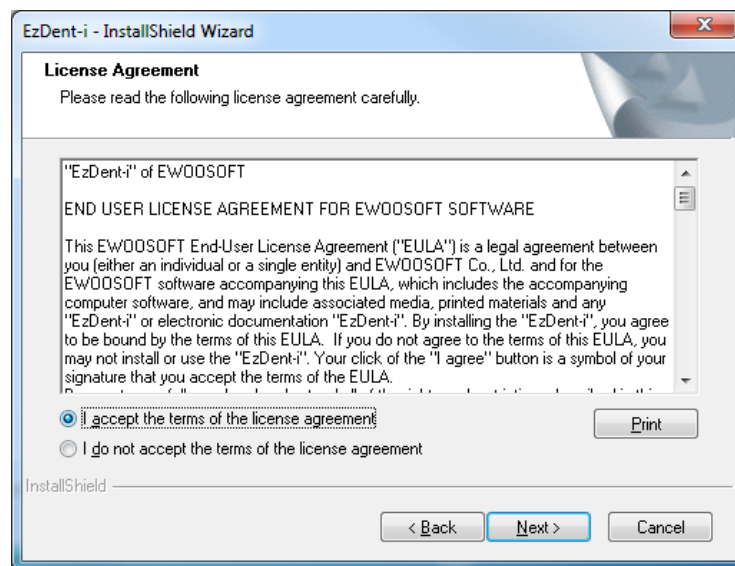 EzDent-i - InstallShield Wizard
License Agreement
Please read the following license agreement carefully.
"EzDent-i" of EWOOSOFT
END USER LICENSE AGREEMENT FOR EWOOSOFT SOFTWARE
This EWOOSOFT End-User License Agreement ("EULA") is a legal agreement between
you (either an individual or a single entity) and EWOOSOFT Co., Ltd. and for the
EWOOSOFT software accompanying this EULA, which includes the accompanying
computer software, and may include associated media, printed materials and any
"EzDent-i" or electronic documentation "EzDent-i". By installing the "EzDent-i", you agree
to be bound by the terms of this EULA.  If you do not agree to the terms of this EULA, you
may not install or use the "EzDent-i". Your click of the "I agree" button is a symbol of your
signature that you accept the terms of the EULA.
I accept the terms of the license agreement
Print
I do not accept the terms of the license agreement
InstallShield
< Back
Next >
Cancel